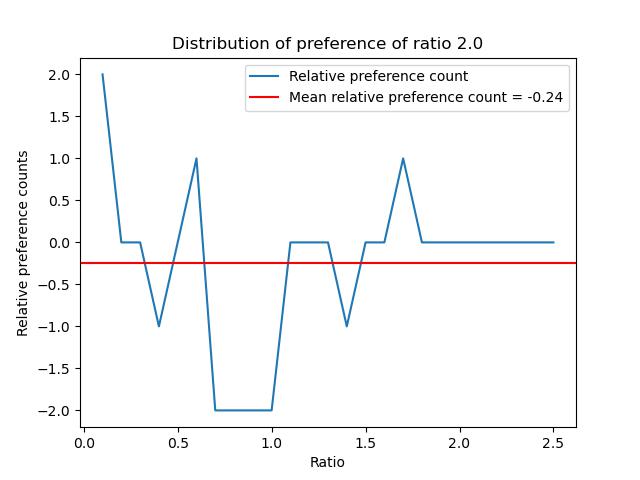 Distribution of preference of ratio 2.0
Relative preference count
Mean relative preference count = -0.24
Relative preference counts
2.0
1.5
1.0
0.5
0.0
−0.5
−1.0
−1.5
−2.0
0.0 0.5 1.0 1.5 2.0 2.5
Ratio